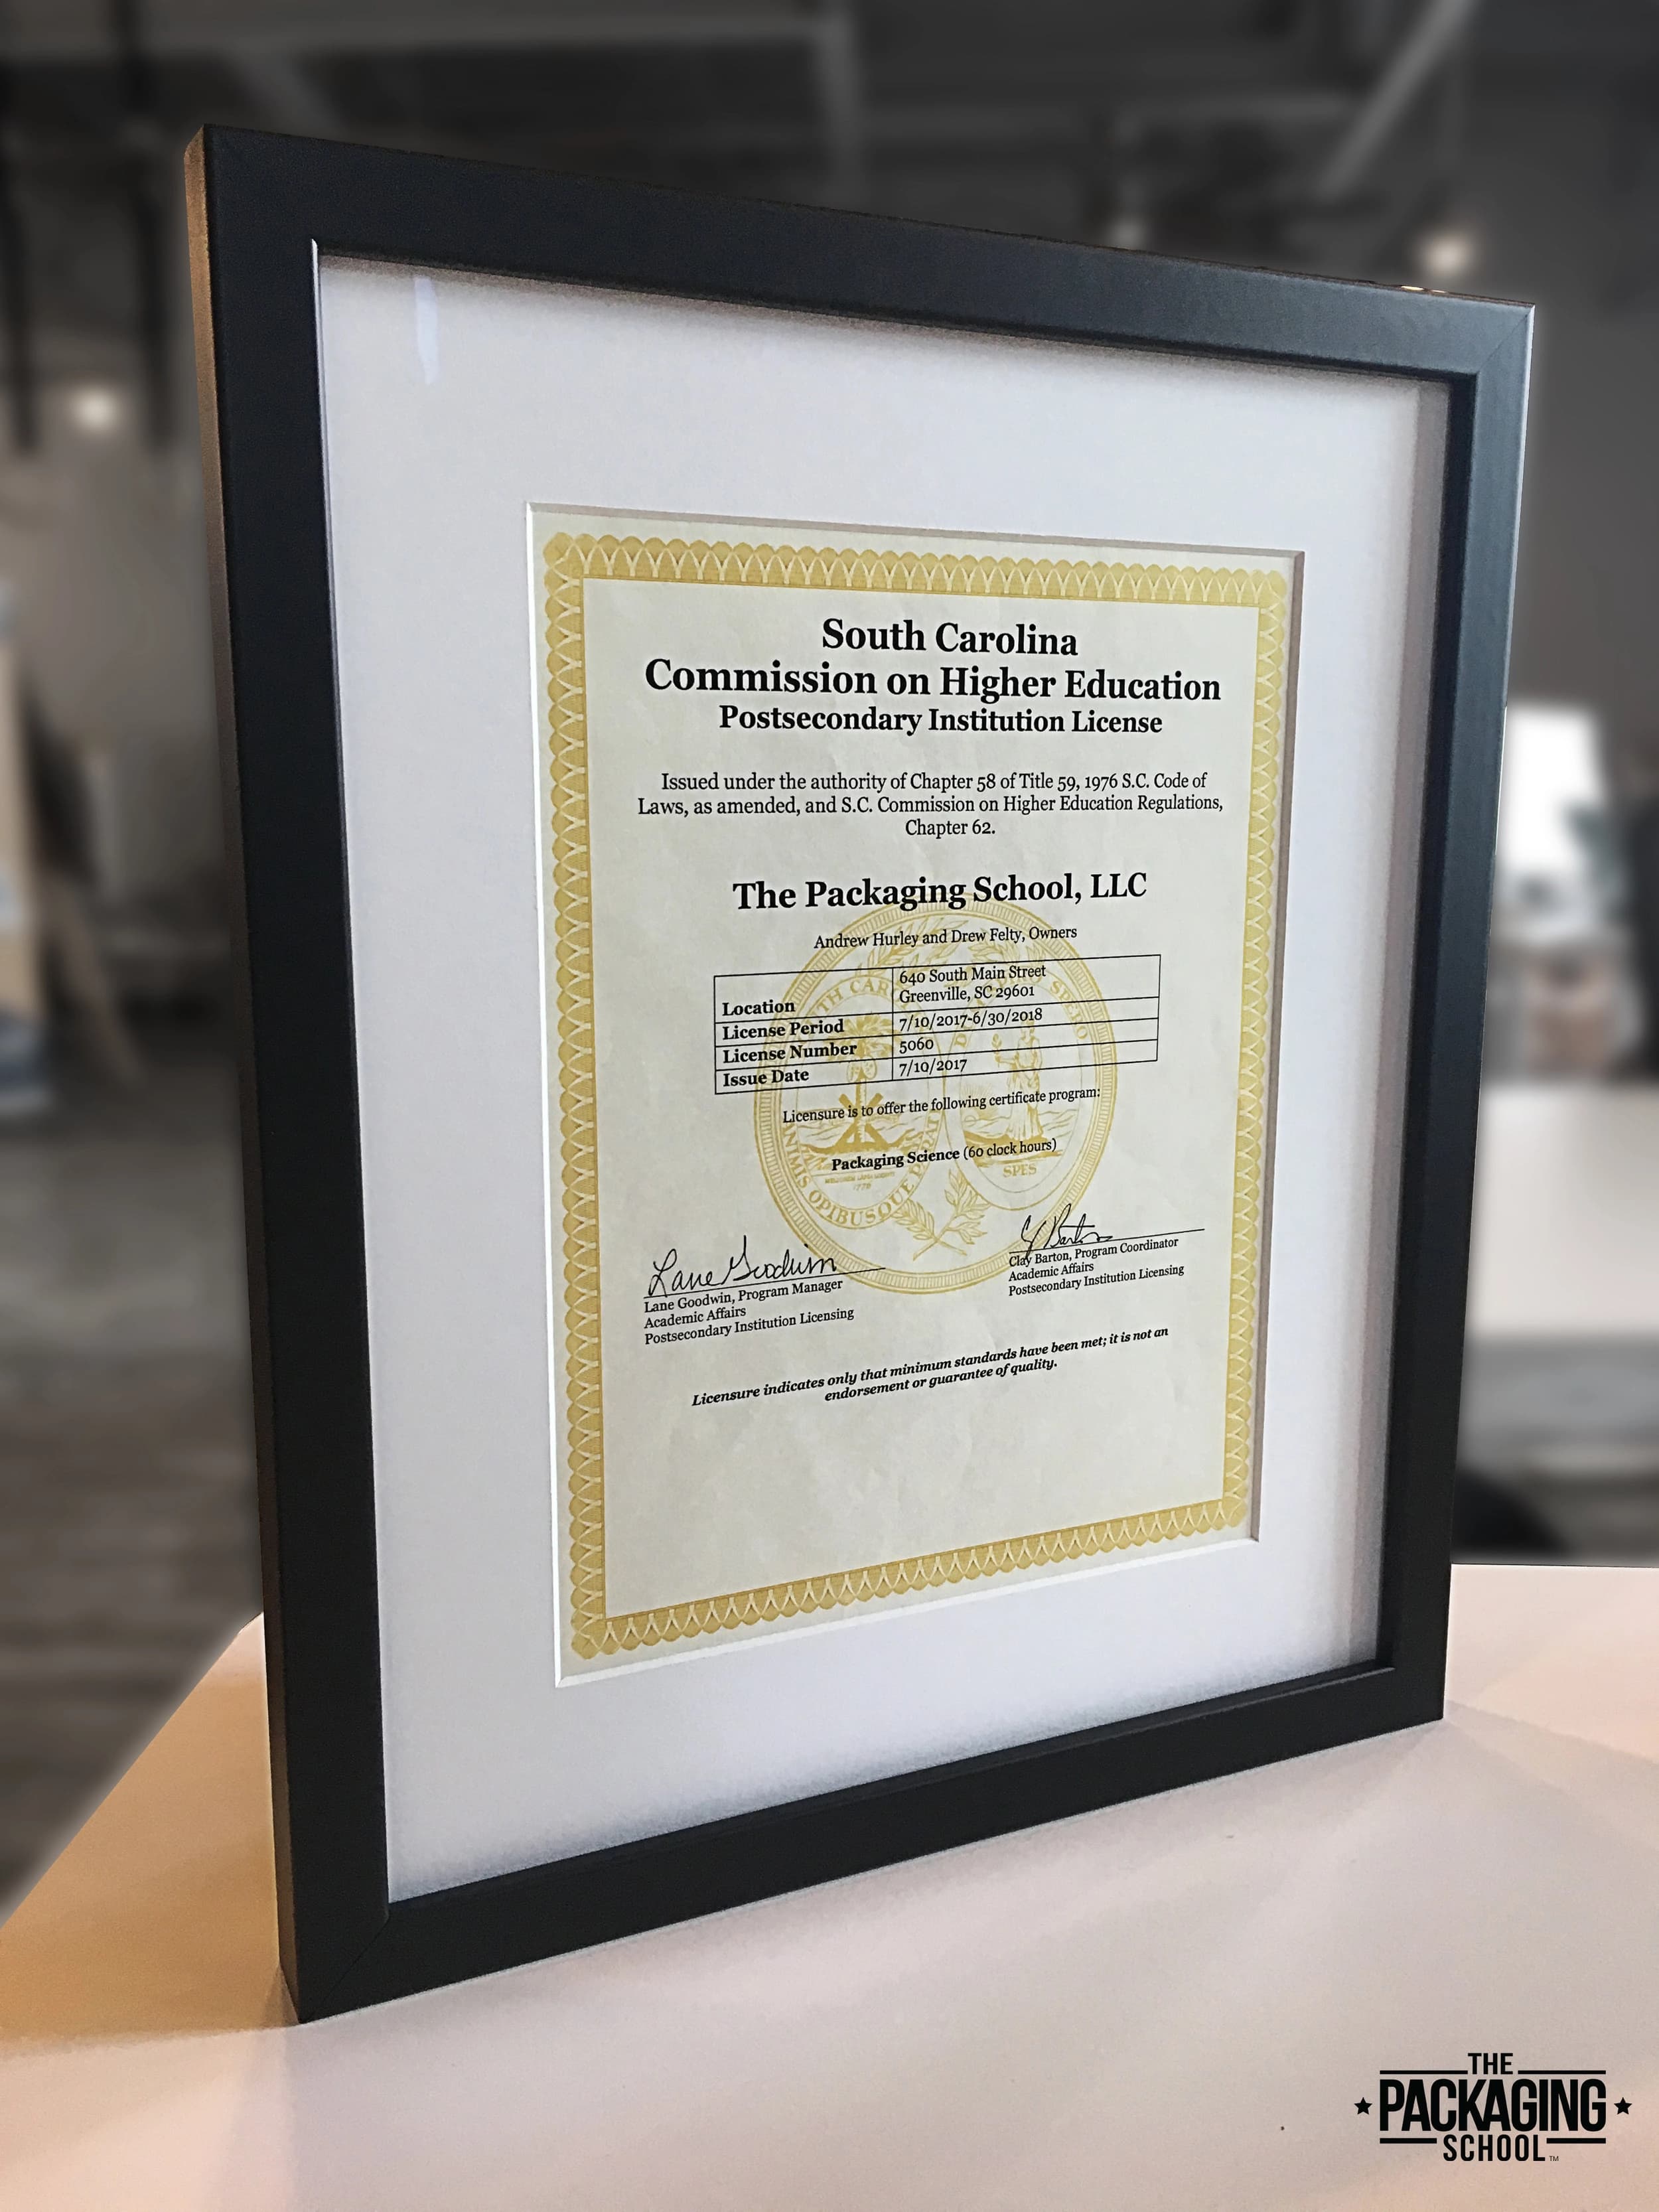 South Carolina
Commission on Higher Education
Postsecondary Institution License
Issued under the authority of Chapter 58 of Title 59, 1976 S.C. Code of
Laws, as amended, and S.C. Commission on Higher Education Regulations,
Chapter 62.
The Packaging School, LLC
Andrew Hurley and Drew Felty, Owners
Location 640 South Main Street
Greenville, SC 29601
License Period 7/10/2017-6/30/2018
License Number 5060
Issue Date 7/10/2017
Licensure is to offer the following certificate program:
Packaging Science (60 clock hours)
SPES
OPIBUSQUE
Lane Goodwin
Lane Goodwin, Program Manager
Academic Affairs
Postsecondary Institution Licensing
Clay Barton, Program Coordinator
Academic Affairs
Postsecondary Institution Licensing
Licensure indicates only that minimum standards have been met; it is not an
endorsement or guarantee of quality.
THE
PACKAGING
SCHOOL™